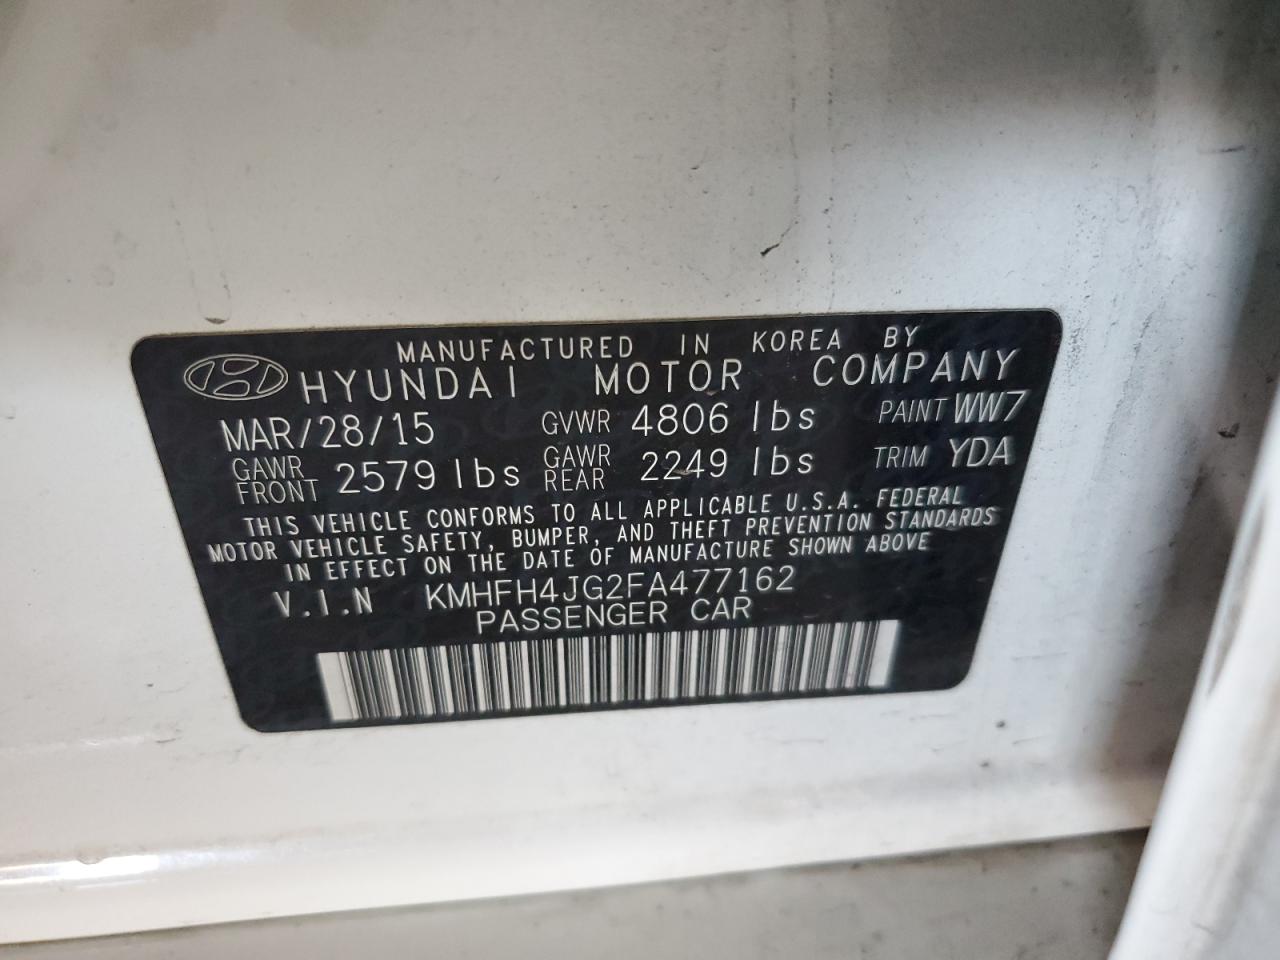 MANUFACTURED IN KOREA BY
HYUNDAI MOTOR COMPANY
MAR/28/15 GVWR 4806 lbs PAINT WW7
GAWR FRONT 2579 lbs GAWR REAR 2249 lbs TRIM YDA
THIS VEHICLE CONFORMS TO ALL APPLICABLE U.S.A. FEDERAL
MOTOR VEHICLE SAFETY, BUMPER, AND THEFT PREVENTION STANDARDS
IN EFFECT ON THE DATE OF MANUFACTURE SHOWN ABOVE
V.I.N KMHFH4JG2FA477162
PASSENGER CAR